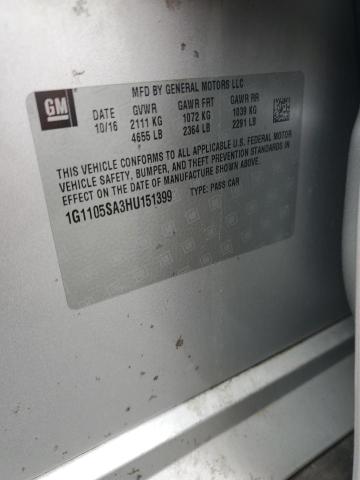 GM
MFD BY GENERAL MOTORS LLC
DATE GVWR GAWR FRT GAWR RR
10/16 2111 KG 1072 KG 1039 KG
4655 LB 2364 LB 2291 LB
THIS VEHICLE CONFORMS TO ALL APPLICABLE U.S. FEDERAL MOTOR
VEHICLE SAFETY, BUMPER, AND THEFT PREVENTION STANDARDS IN
EFFECT ON THE DATE OF MANUFACTURE SHOWN ABOVE.
1G1105SA3HU151399 TYPE: PASS CAR